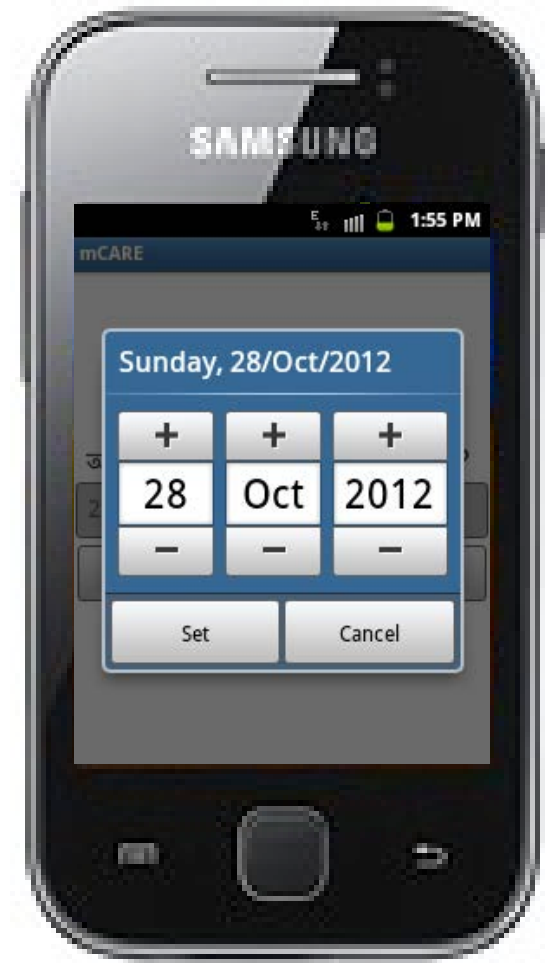 SAMSUNG
E 1:55 PM
mCARE
Sunday, 28/Oct/2012
+ + +
28 Oct 2012
− − −
Set Cancel